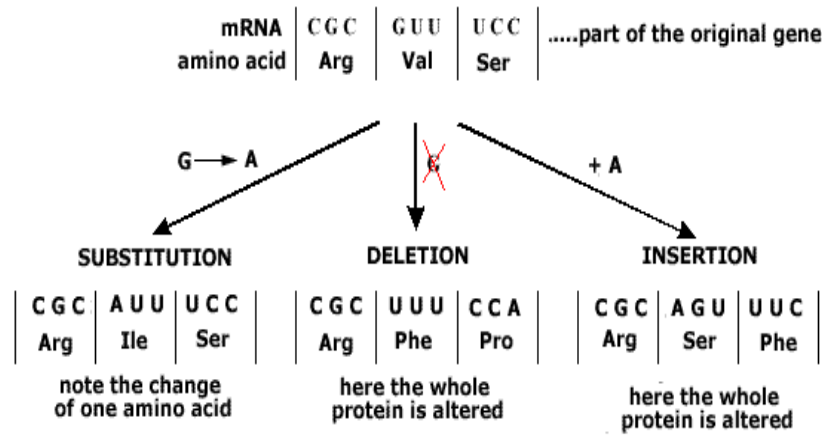 mRNA CGC GUU UCC .....part of the original gene
amino acid Arg Val Ser
G → A G + A
SUBSTITUTION DELETION INSERTION
CGC AUU UCC CGC UUU CCA CGC AGU UUC
Arg Ile Ser Arg Phe Pro Arg Ser Phe
note the change here the whole here the whole
of one amino acid protein is altered protein is altered